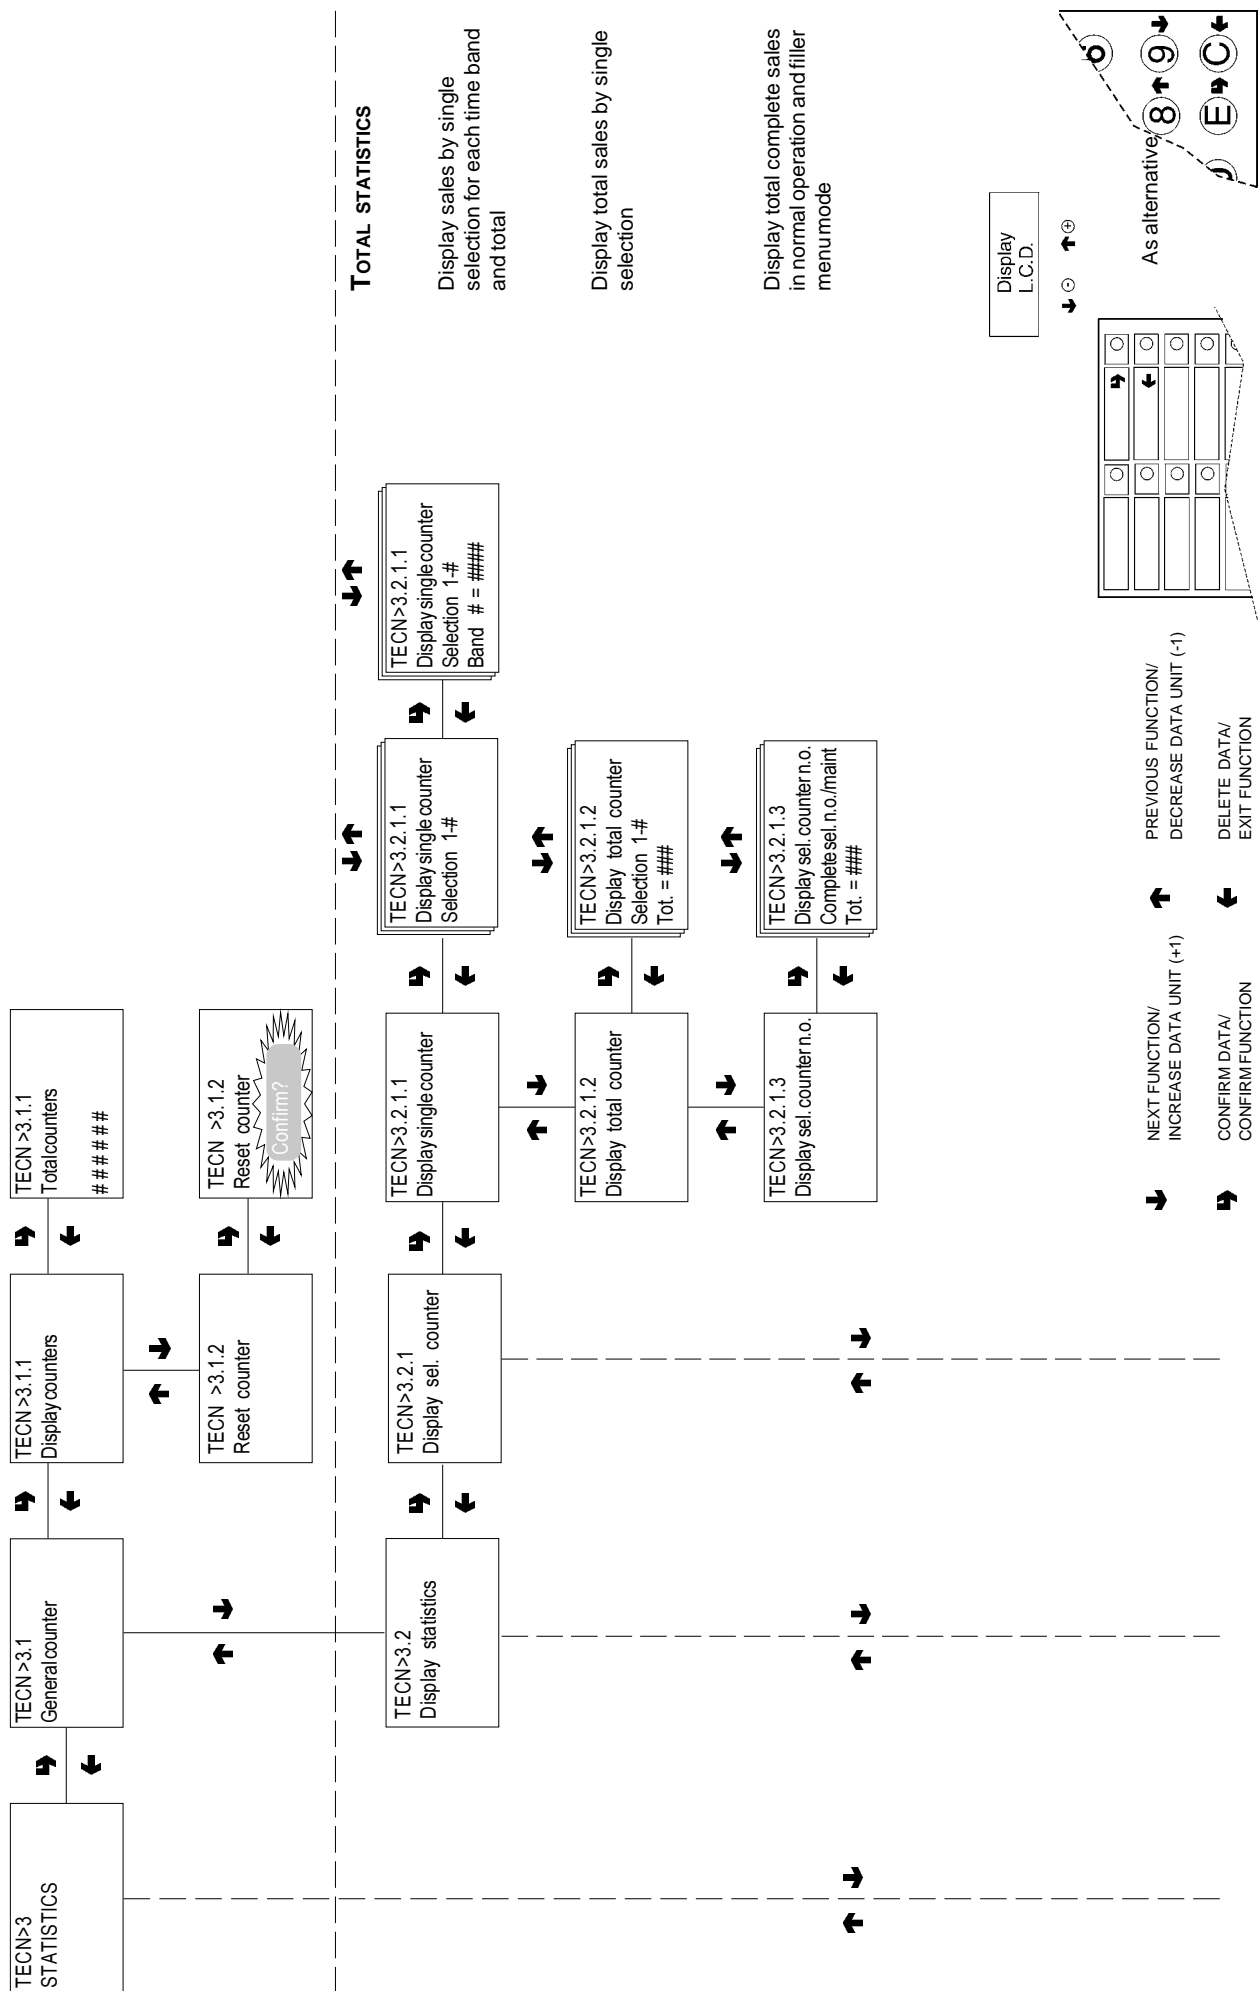 TECN>3
STATISTICS
TECN >3.1
General counter
TECN >3.1.1
Display counters
TECN >3.1.1
Total counters
# # # # # #
TECN >3.1.2
Reset counter
TECN >3.1.2
Reset counter
Confirm?
TOTAL STATISTICS
TECN>3.2
Display statistics
TECN>3.2.1
Display sel. counter
TECN>3.2.1.1
Display single counter
TECN>3.2.1.1
Display single counter
Selection 1-#
TECN>3.2.1.1
Display single counter
Selection 1-#
Band # = ####
Display sales by single
selection for each time band
and total
TECN>3.2.1.2
Display total counter
TECN>3.2.1.2
Display total counter
Selection 1-#
Tot. = ###
Display total sales by single
selection
TECN>3.2.1.3
Display sel. counter n.o.
TECN>3.2.1.3
Display sel. counter n.o.
Complete sel. n.o./maint
Tot. = ###
Display total complete sales
in normal operation and filler
menu mode
Display
L.C.D.
- +
NEXT FUNCTION/
INCREASE DATA UNIT (+1)
PREVIOUS FUNCTION/
DECREASE DATA UNIT (-1)
CONFIRM DATA/
CONFIRM FUNCTION
DELETE DATA/
EXIT FUNCTION
As alternative
6
8 9
E C